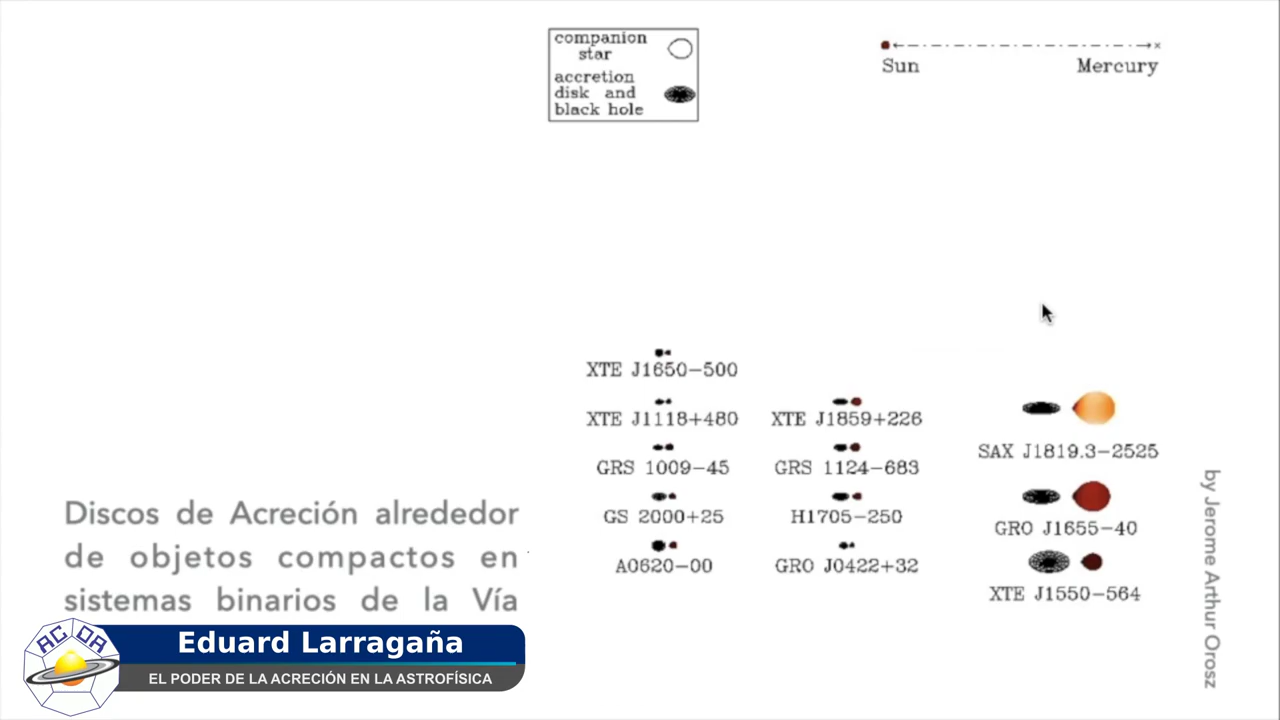 companion
star
accretion
disk and
black hole
Sun
Mercury
XTE J1650−500
XTE J1118+480
XTE J1859+226
GRS 1009−45
GRS 1124−683
SAX J1819.3−2525
GS 2000+25
H1705−250
GRO J1655−40
A0620−00
GRO J0422+32
XTE J1550−564
by Jerome Arthur Orosz
Discos de Acreción alrededor
de objetos compactos en
sistemas binarios de la Vía
ACDA
Eduard Larragaña
EL PODER DE LA ACRECIÓN EN LA ASTROFÍSICA